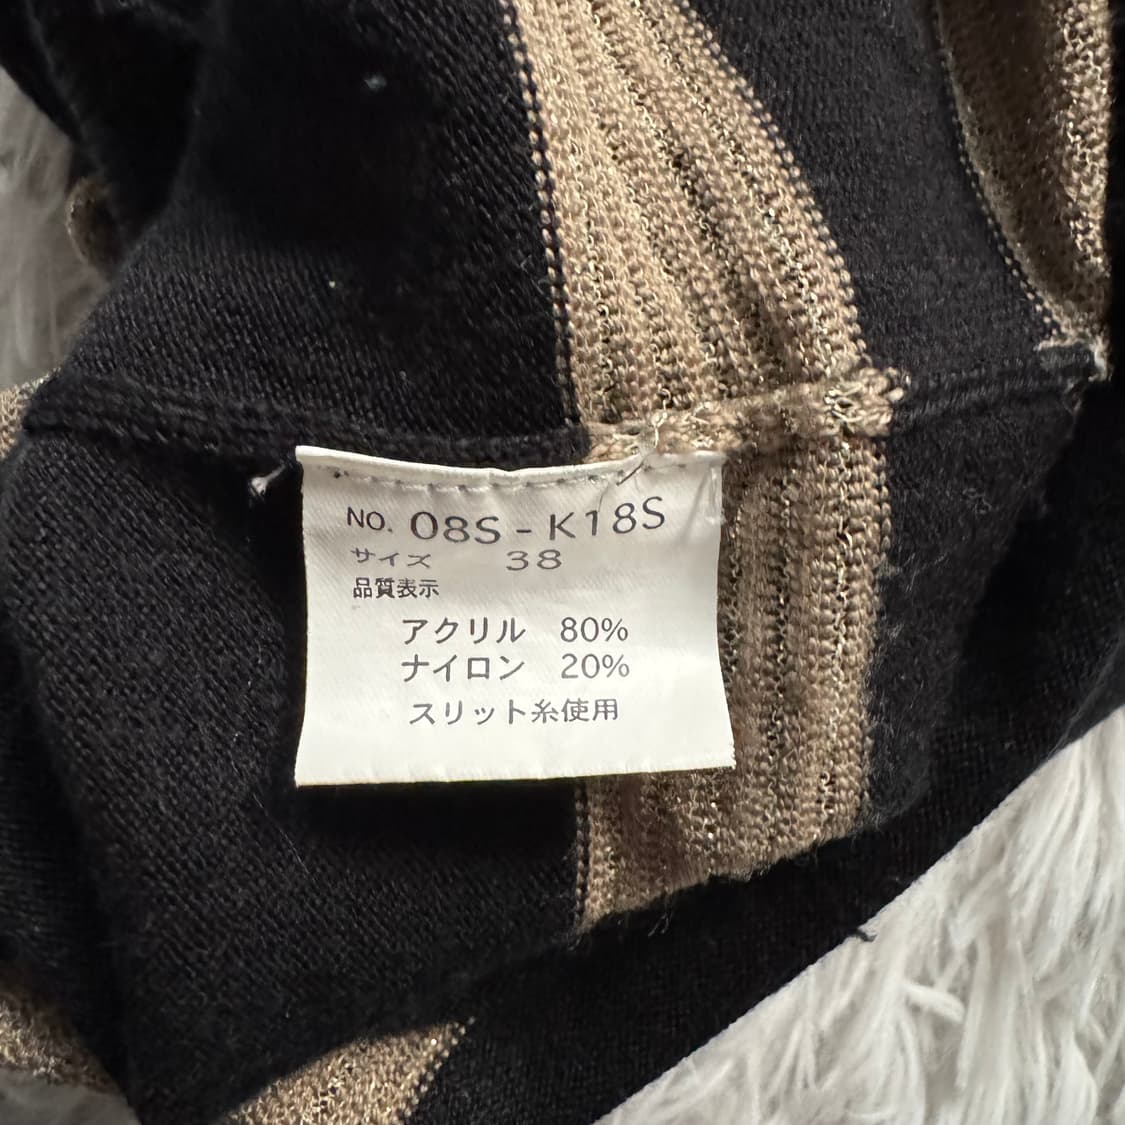 NO. 08S-K18S
サイズ 38
品質表示
アクリル 80%
ナイロン 20%
スリット糸使用